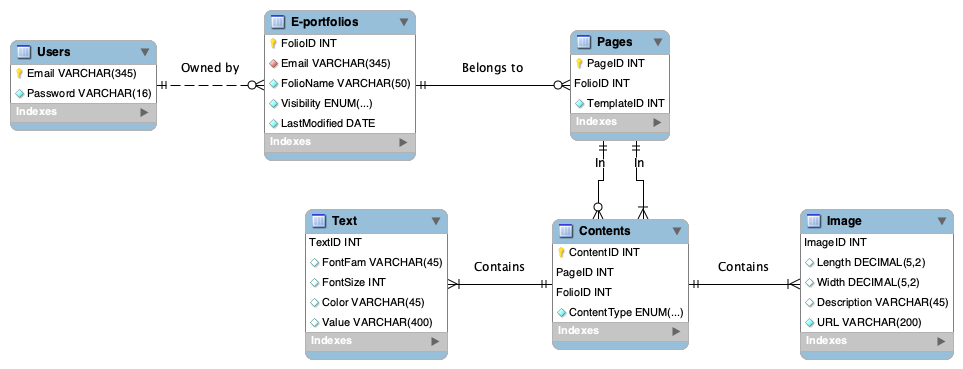 Users
Email VARCHAR(345)
Password VARCHAR(16)
Indexes
Owned by
E-portfolios
FolioID INT
Email VARCHAR(345)
FolioName VARCHAR(50)
Visibility ENUM(...)
LastModified DATE
Indexes
Belongs to
Pages
PageID INT
FolioID INT
TemplateID INT
Indexes
In
In
Text
TextID INT
FontFam VARCHAR(45)
FontSize INT
Color VARCHAR(45)
Value VARCHAR(400)
Indexes
Contains
Contents
ContentID INT
PageID INT
FolioID INT
ContentType ENUM(...)
Indexes
Contains
Image
ImageID INT
Length DECIMAL(5,2)
Width DECIMAL(5,2)
Description VARCHAR(45)
URL VARCHAR(200)
Indexes